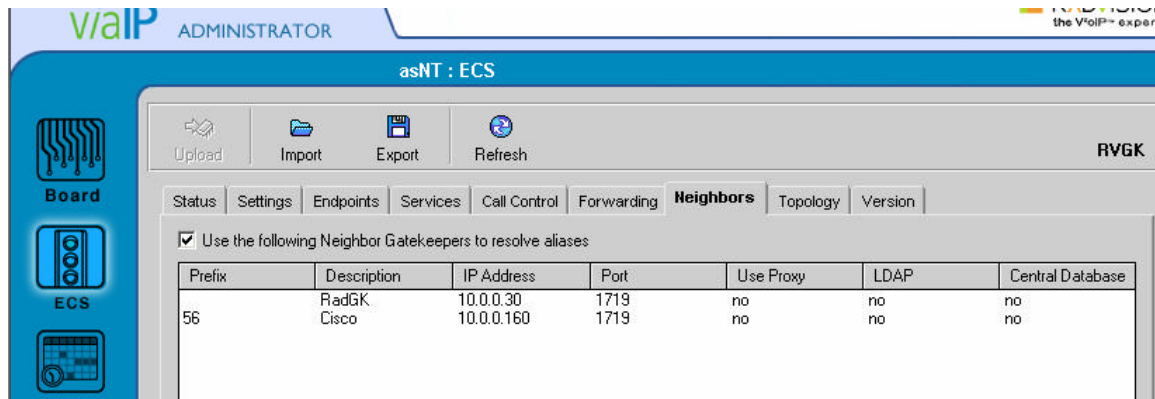 viaIP ADMINISTRATOR
the V²oIP™ exper
asNT : ECS
Upload Import Export Refresh
RVGK
Board
Status Settings Endpoints Services Call Control Forwarding Neighbors Topology Version
Use the following Neighbor Gatekeepers to resolve aliases
Prefix Description IP Address Port Use Proxy LDAP Central Database
RadGK 10.0.0.30 1719 no no no
56 Cisco 10.0.0.160 1719 no no no
ECS